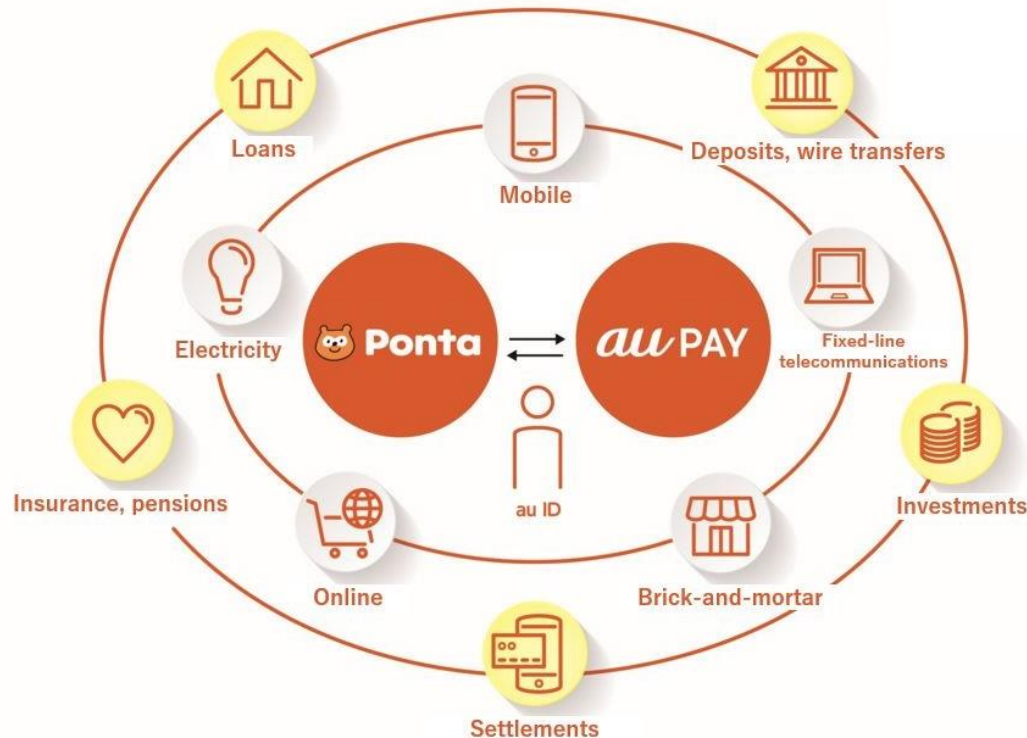 Loans
Deposits, wire transfers
Mobile
Electricity
Ponta
au PAY
Fixed-line
telecommunications
Insurance, pensions
au ID
Investments
Online
Brick-and-mortar
Settlements